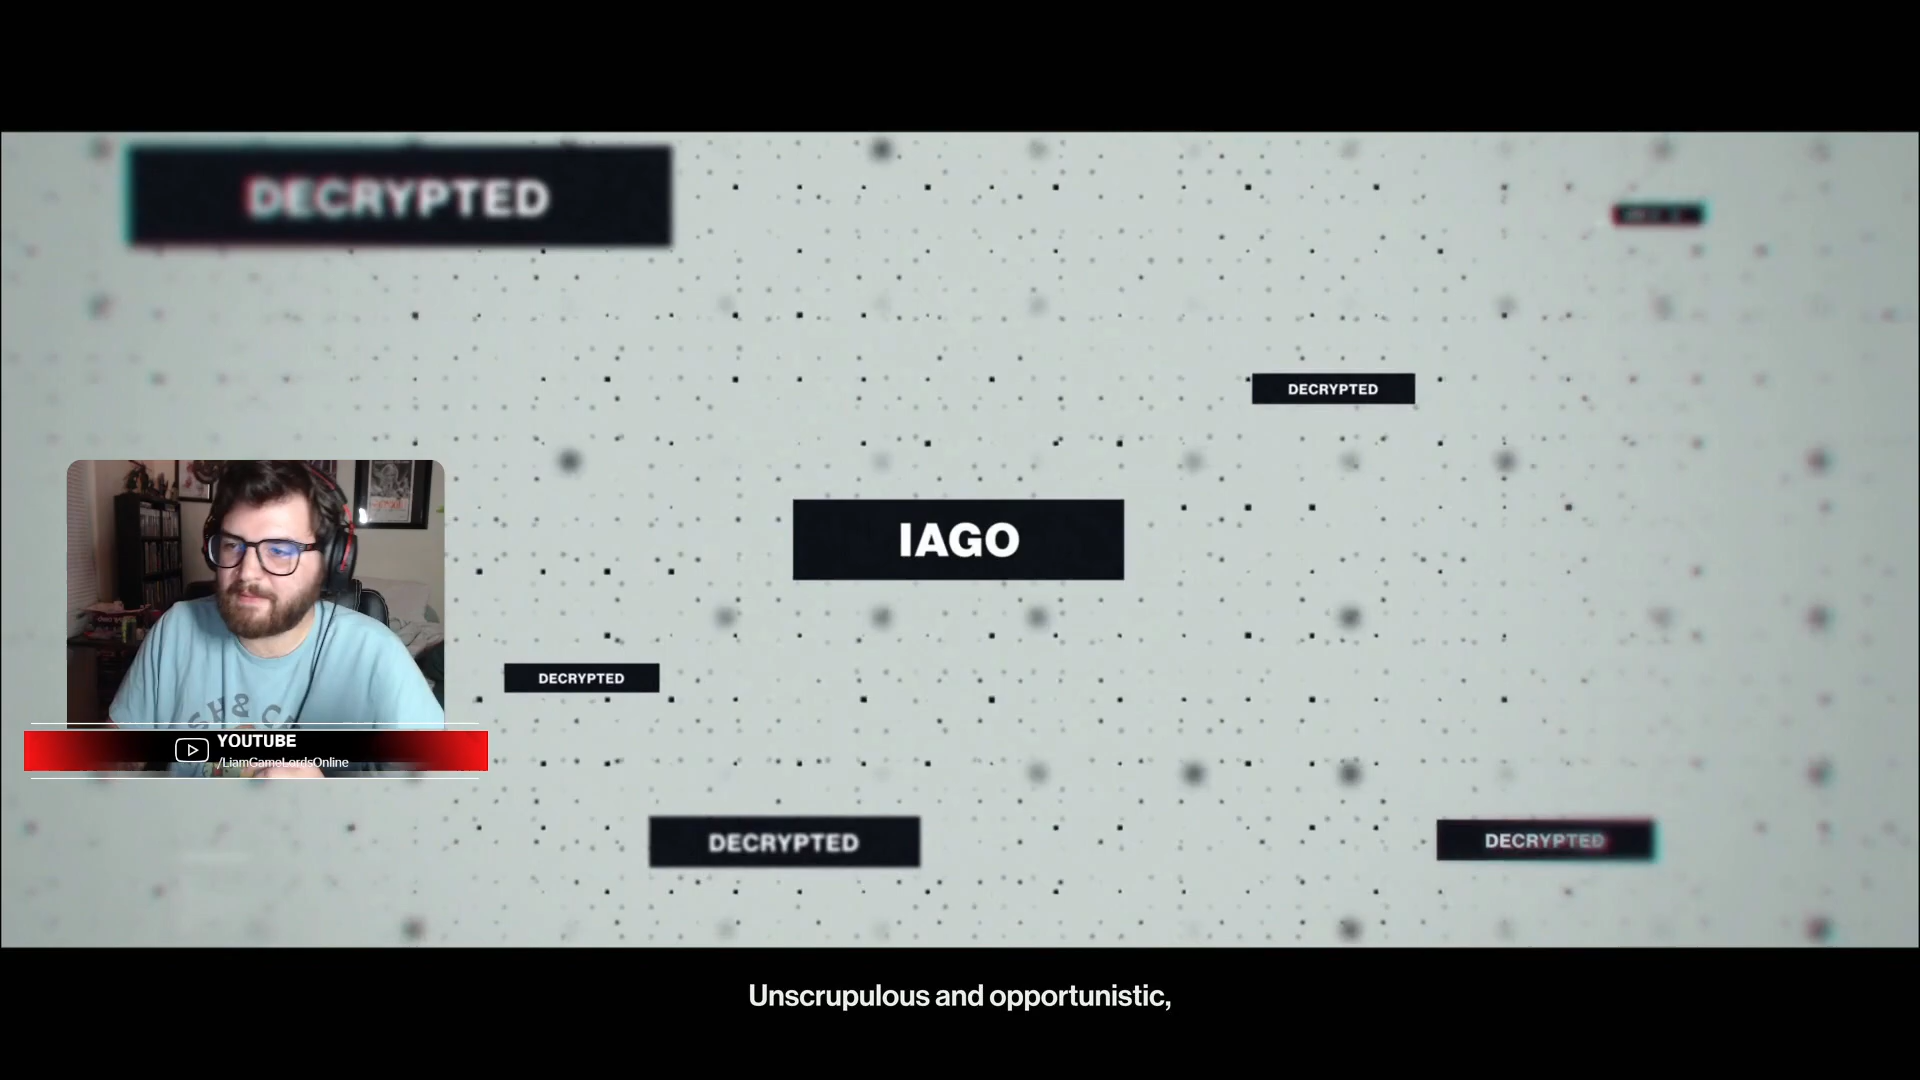 DECRYPTED
DECRYPTED
IAGO
DECRYPTED
YOUTUBE
/LiamGameLordsOnline
DECRYPTED
DECRYPTED
Unscrupulous and opportunistic,